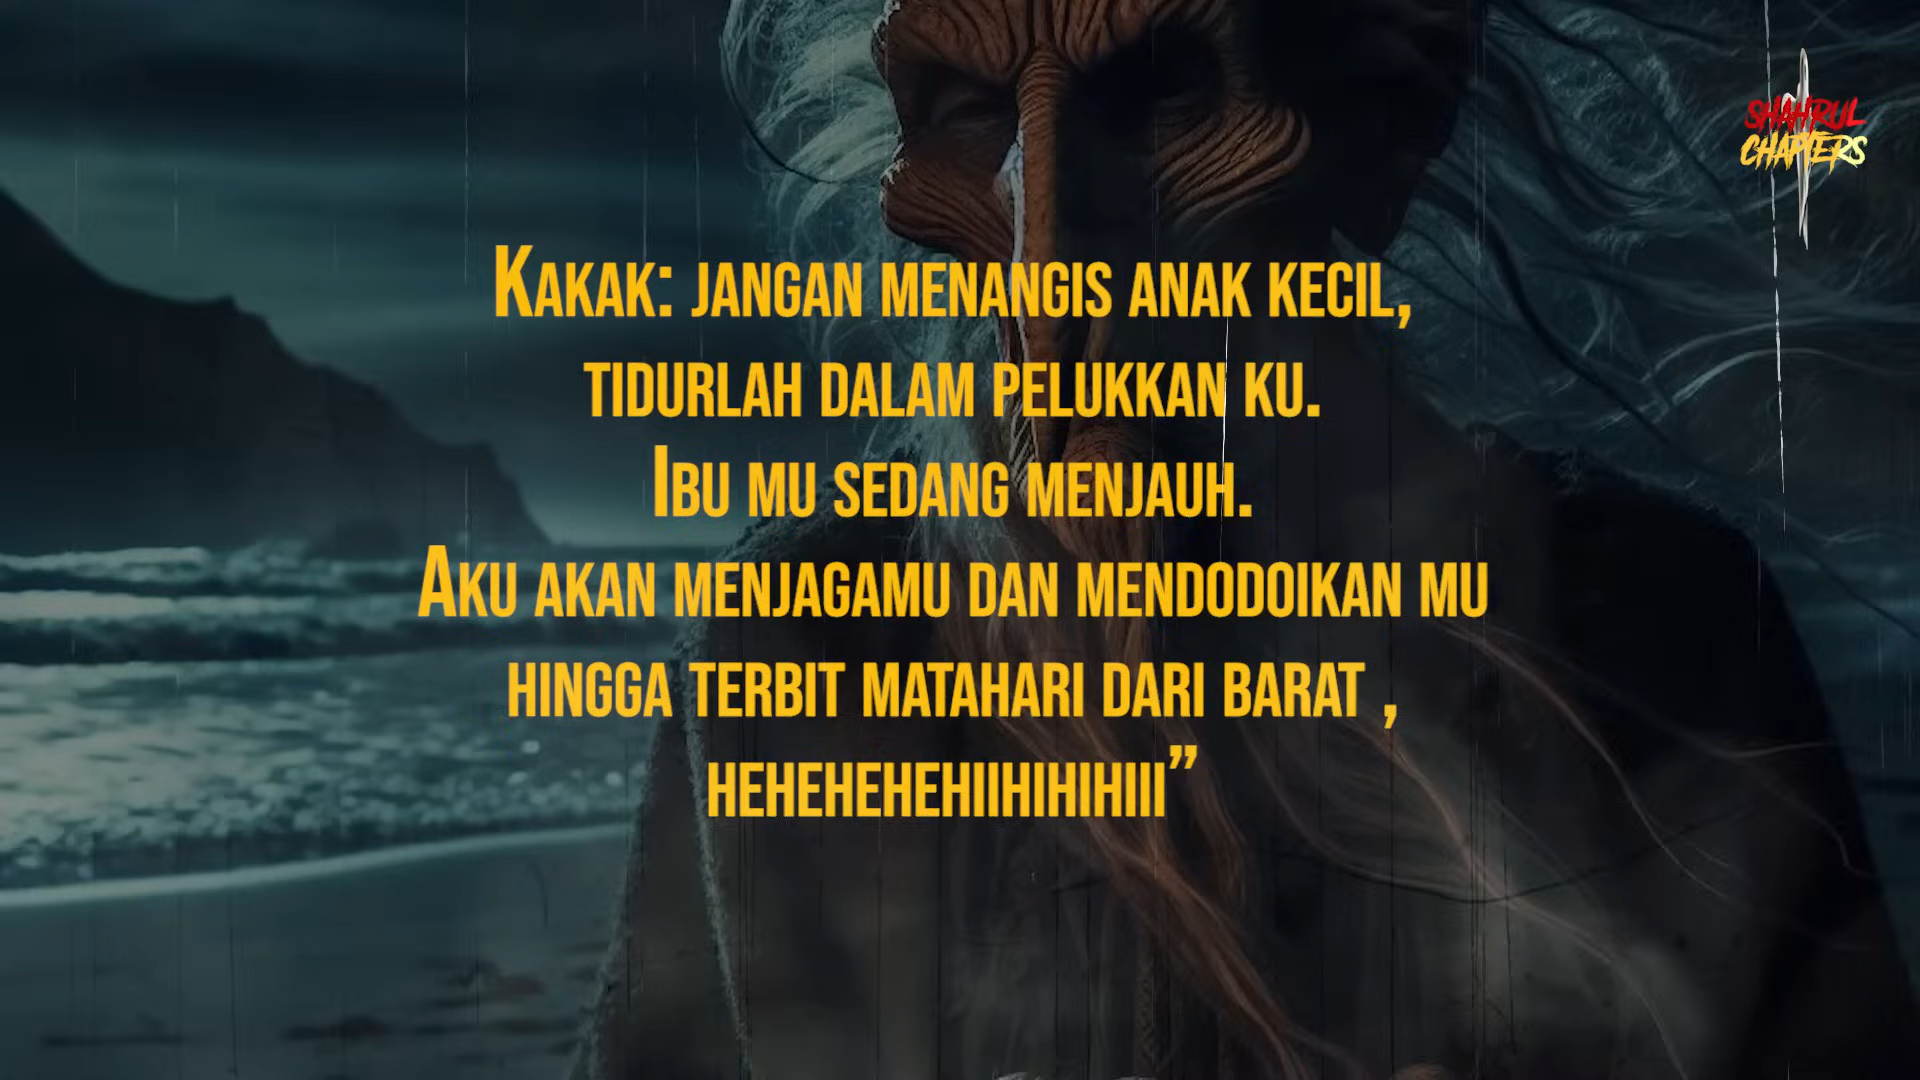 SHAHRUL
CHAPTERS
Kakak: jangan menangis anak kecil,
tidurlah dalam pelukkan ku.
Ibu mu sedang menjauh.
Aku akan menjagamu dan mendodoikan mu
hingga terbit matahari dari barat ,
hehehehehiihihihiii”